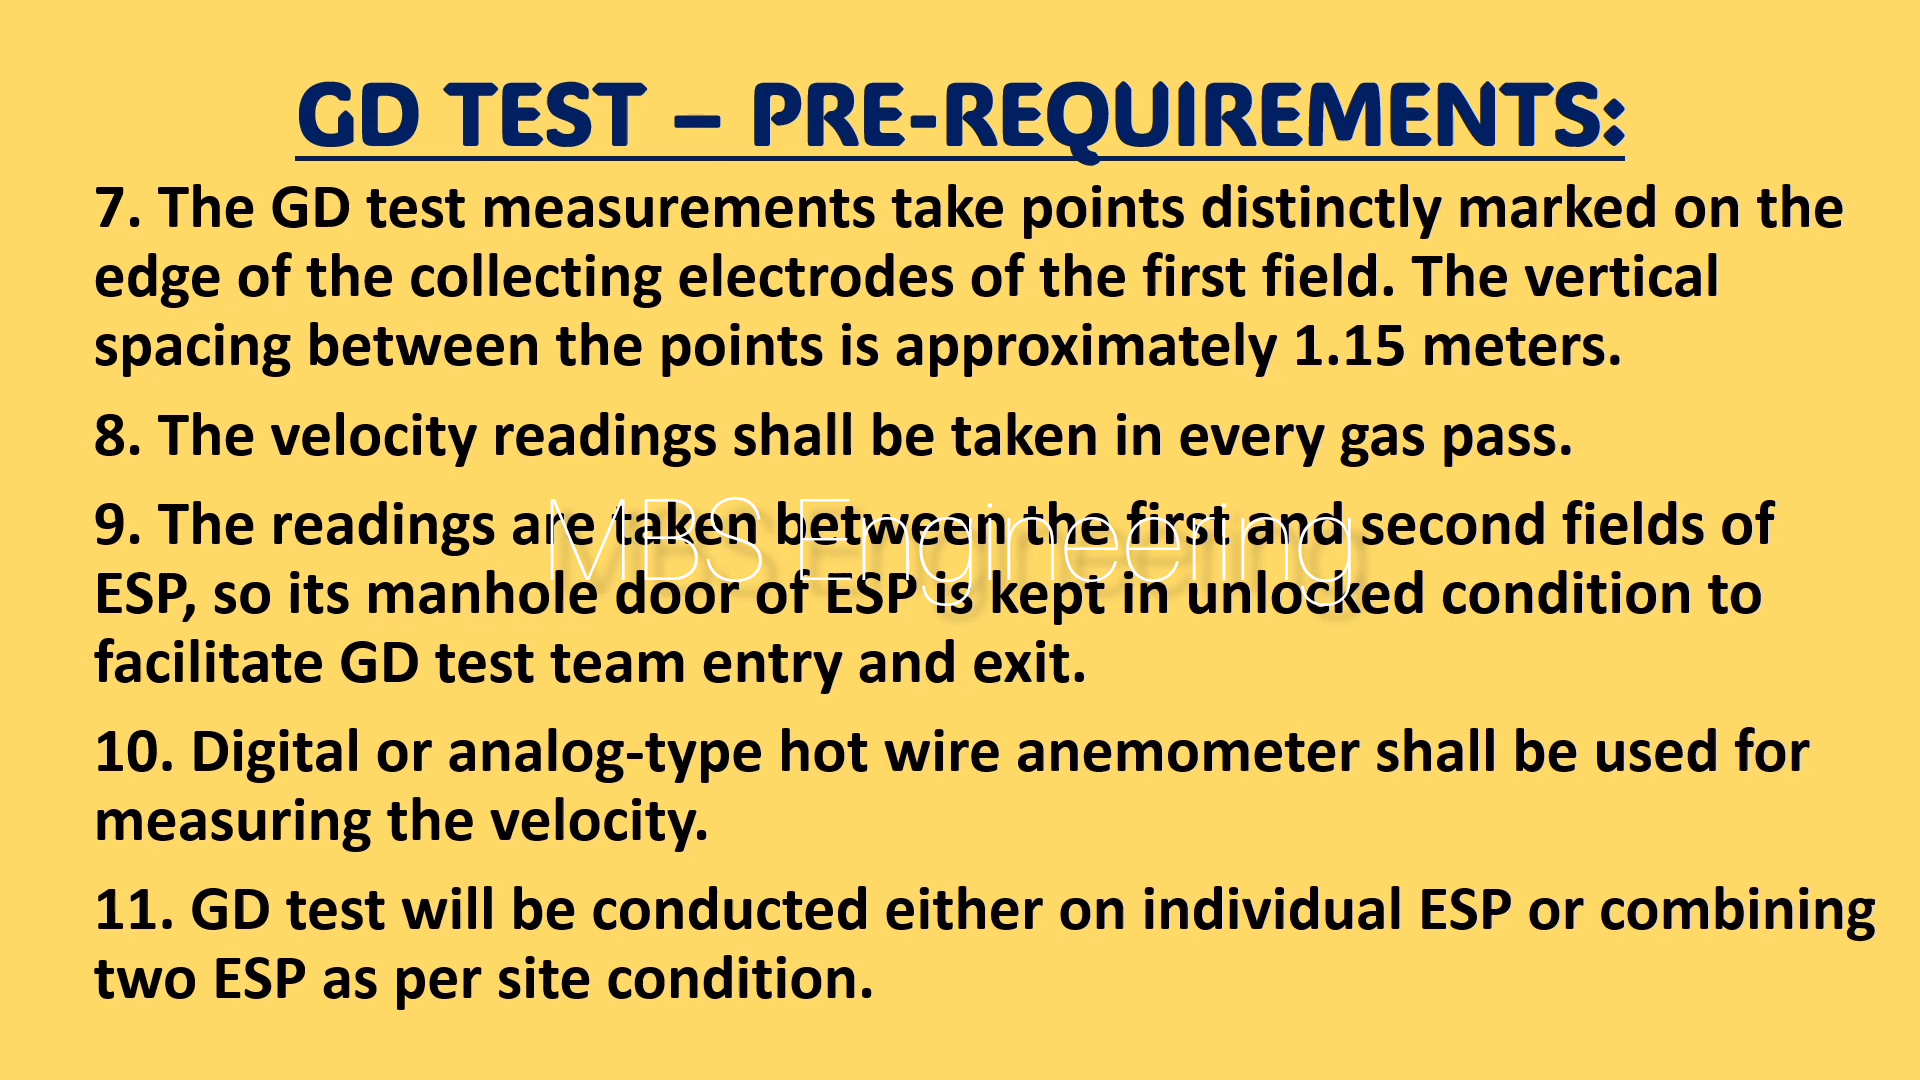 GD TEST – PRE-REQUIREMENTS:
7. The GD test measurements take points distinctly marked on the
edge of the collecting electrodes of the first field. The vertical
spacing between the points is approximately 1.15 meters.
8. The velocity readings shall be taken in every gas pass.
9. The readings are taken between the first and second fields of
MBS Engineering
ESP, so its manhole door of ESP is kept in unlocked condition to
facilitate GD test team entry and exit.
10. Digital or analog-type hot wire anemometer shall be used for
measuring the velocity.
11. GD test will be conducted either on individual ESP or combining
two ESP as per site condition.